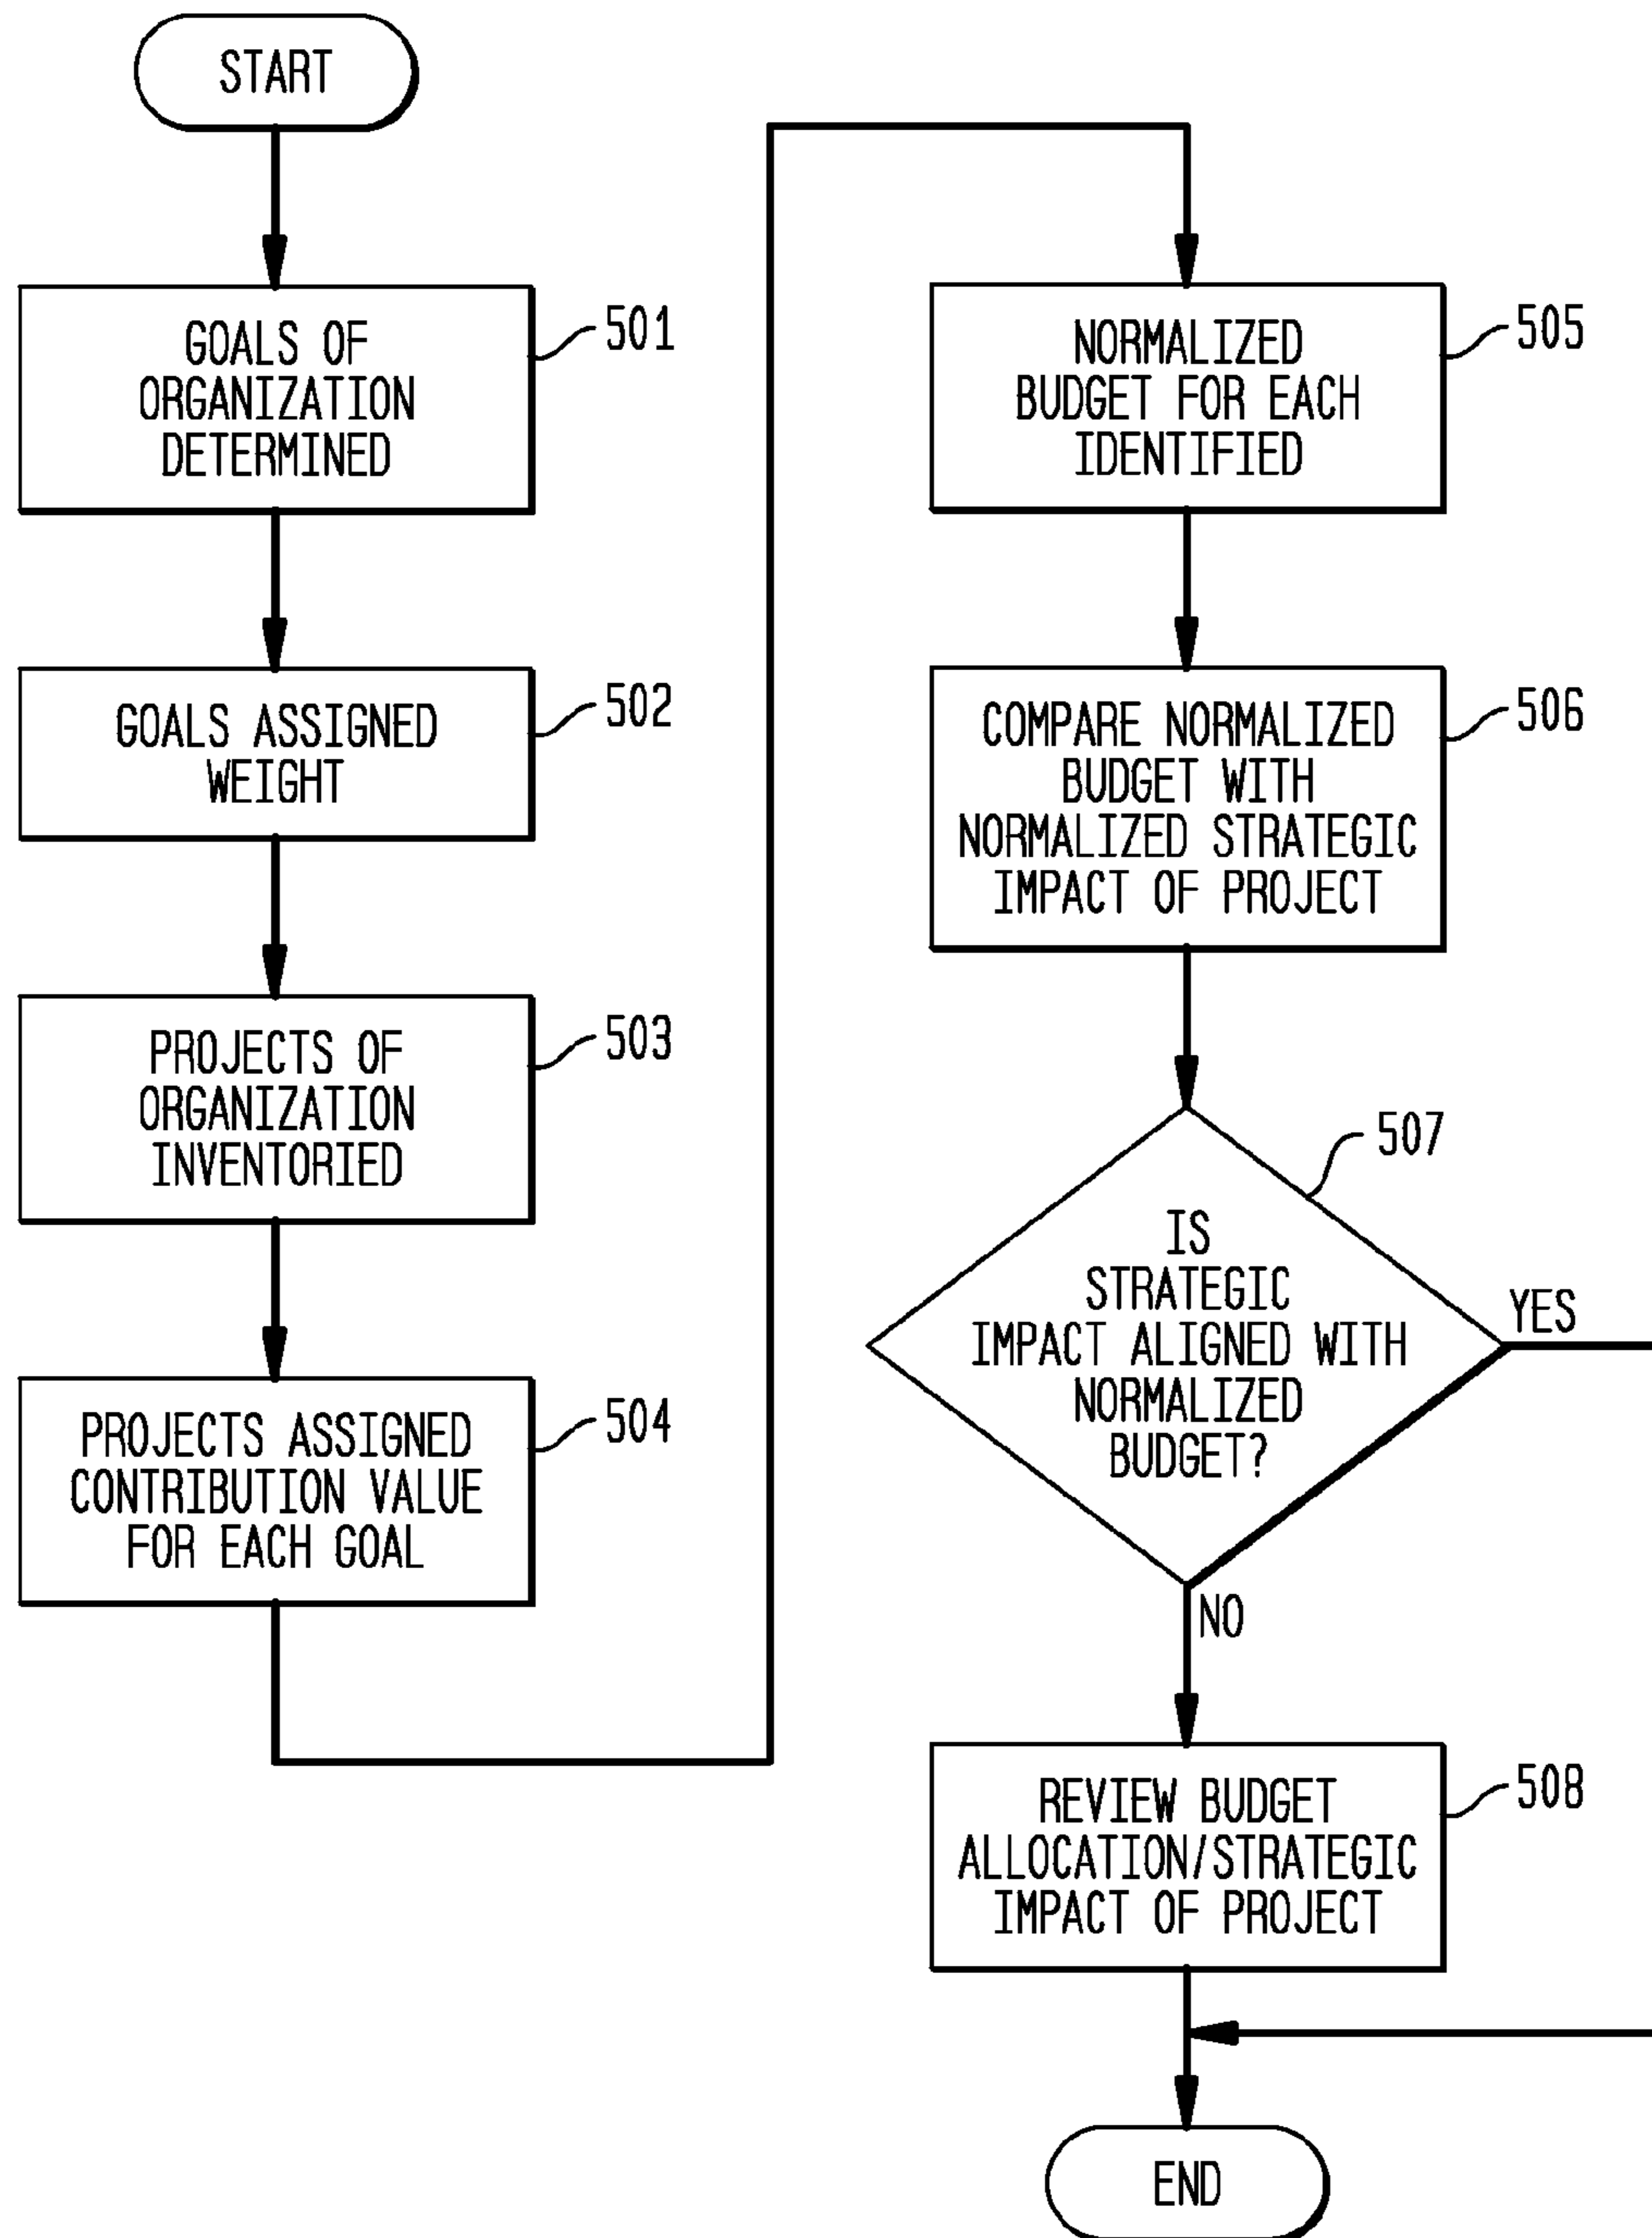 START
GOALS OF
ORGANIZATION
DETERMINED
501
GOALS ASSIGNED
WEIGHT
502
PROJECTS OF
ORGANIZATION
INVENTORIED
503
PROJECTS ASSIGNED
CONTRIBUTION VALUE
FOR EACH GOAL
504
NORMALIZED
BUDGET FOR EACH
IDENTIFIED
505
COMPARE NORMALIZED
BUDGET WITH
NORMALIZED STRATEGIC
IMPACT OF PROJECT
506
IS
STRATEGIC
IMPACT ALIGNED WITH
NORMALIZED
BUDGET?
507
YES
NO
REVIEW BUDGET
ALLOCATION/STRATEGIC
IMPACT OF PROJECT
508
END